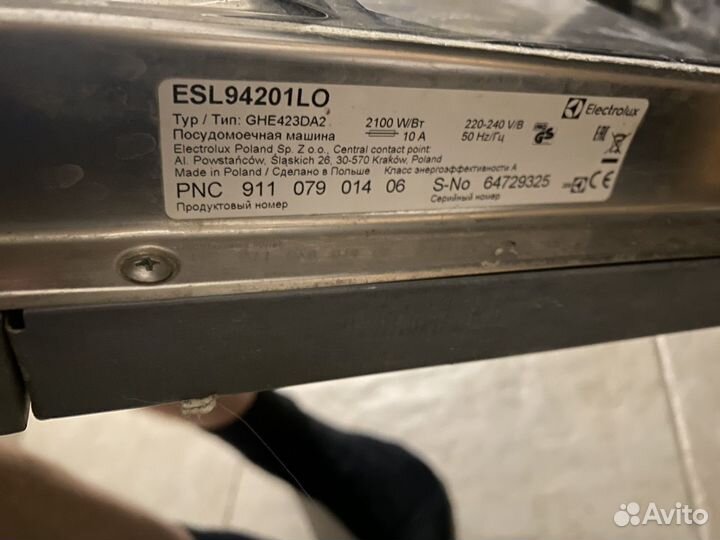 ESL94201LO
Electrolux
Typ / Тип: GHE423DA2 2100 W/Вт 220-240 V/В
Посудомоечная машина 10 A 50 Hz/Гц
Electrolux Poland Sp. Z o.o., Central contact point:
Al. Powstańców, Śląskich 26, 30-570 Kraków, Poland
Made in Poland / Сделано в Польше Класс энергоэффективности А
PNC 911 079 014 06 S-No 64729325
Продуктовый номер Серийный номер
Avito